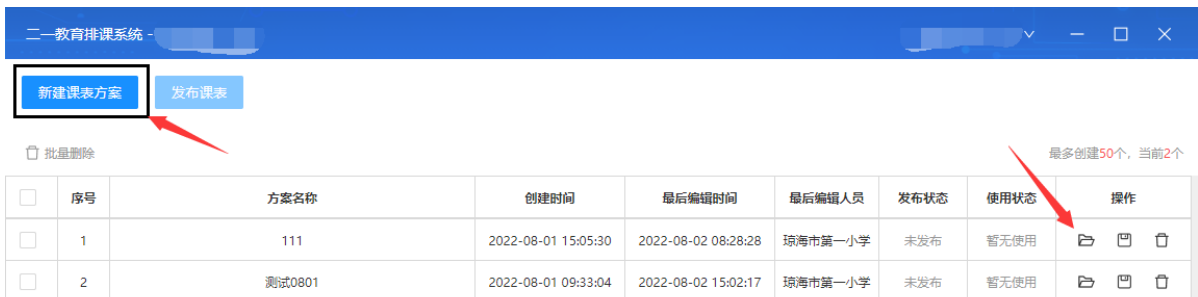 二一教育排课系统 -
新建课表方案 发布课表
批量删除 最多创建50个，当前2个
序号 方案名称 创建时间 最后编辑时间 最后编辑人员 发布状态 使用状态 操作
1 111 2022-08-01 15:05:30 2022-08-02 08:28:28 琼海市第一小学 未发布 暂无使用
2 测试0801 2022-08-01 09:33:04 2022-08-02 15:02:17 琼海市第一小学 未发布 暂无使用